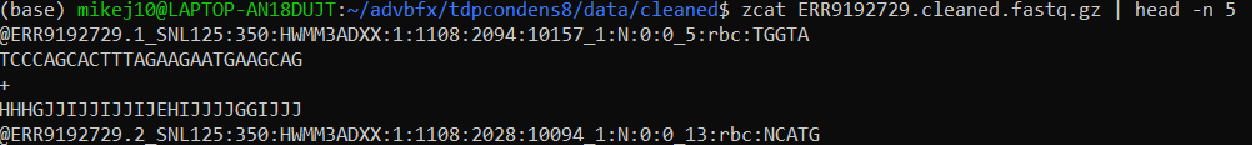 (base) mikej10@LAPTOP-AN18DUJT:~/advbfx/tdpcondens8/data/cleaned$ zcat ERR9192729.cleaned.fastq.gz | head -n 5
@ERR9192729.1_SNL125:350:HWMM3ADXX:1:1108:2094:10157_1:N:0:0_5:rbc:TGGTA
TCCCAGCACTTTAGAAGAATGAAGCAG
+
HHHGJJIJJIJJIJEHIJJJJGGIJJJ
@ERR9192729.2_SNL125:350:HWMM3ADXX:1:1108:2028:10094_1:N:0:0_13:rbc:NCATG